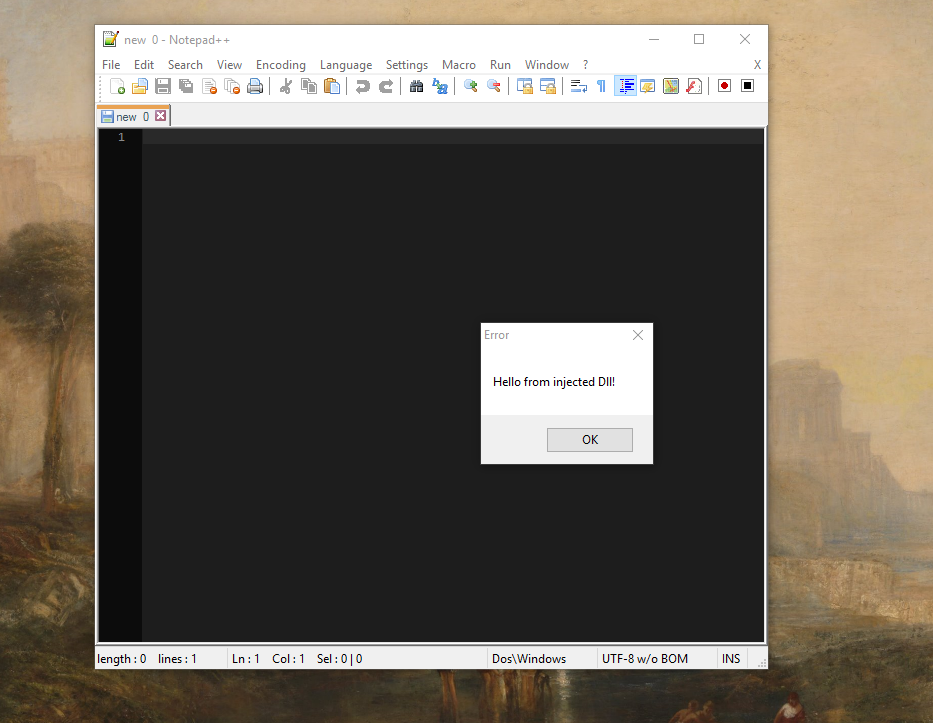 new 0 - Notepad++
File Edit Search View Encoding Language Settings Macro Run Window ? X
new 0
1
Error
Hello from injected Dll!
OK
length : 0 lines : 1 Ln : 1 Col : 1 Sel : 0 | 0 Dos\Windows UTF-8 w/o BOM INS